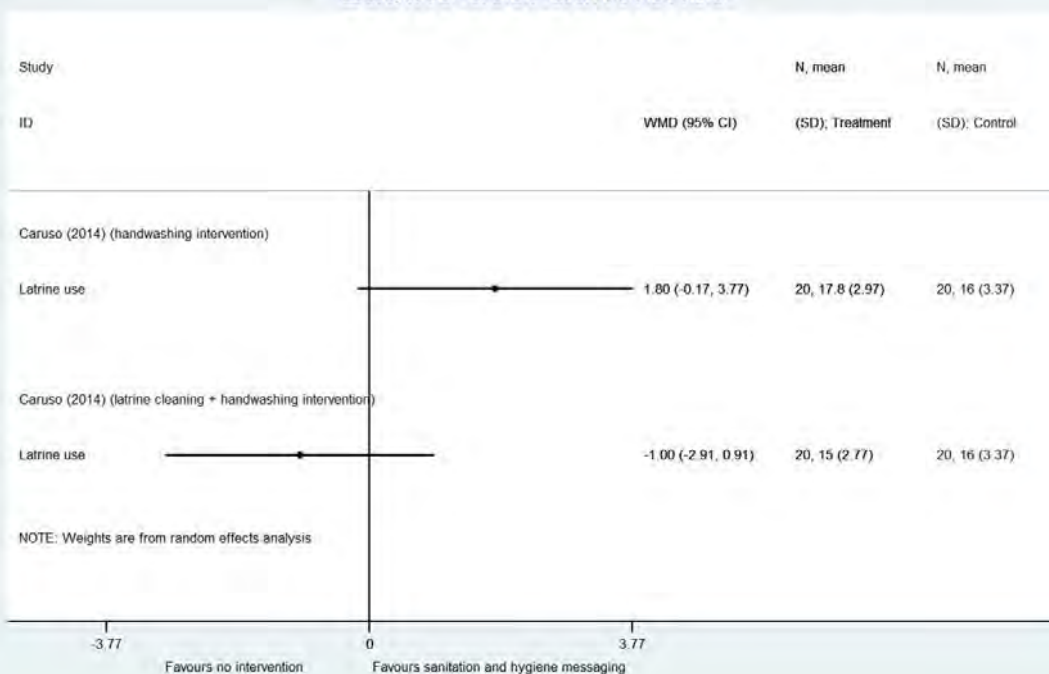 Study N, mean N, mean
ID WMD (95% CI) (SD); Treatment (SD); Control
Caruso (2014) (handwashing intervention)
Latrine use 1.80 (-0.17, 3.77) 20, 17.8 (2.97) 20, 16 (3.37)
Caruso (2014) (latrine cleaning + handwashing intervention)
Latrine use -1.00 (-2.91, 0.91) 20, 15 (2.77) 20, 16 (3.37)
NOTE: Weights are from random effects analysis
-3.77 0 3.77
Favours no intervention Favours sanitation and hygiene messaging